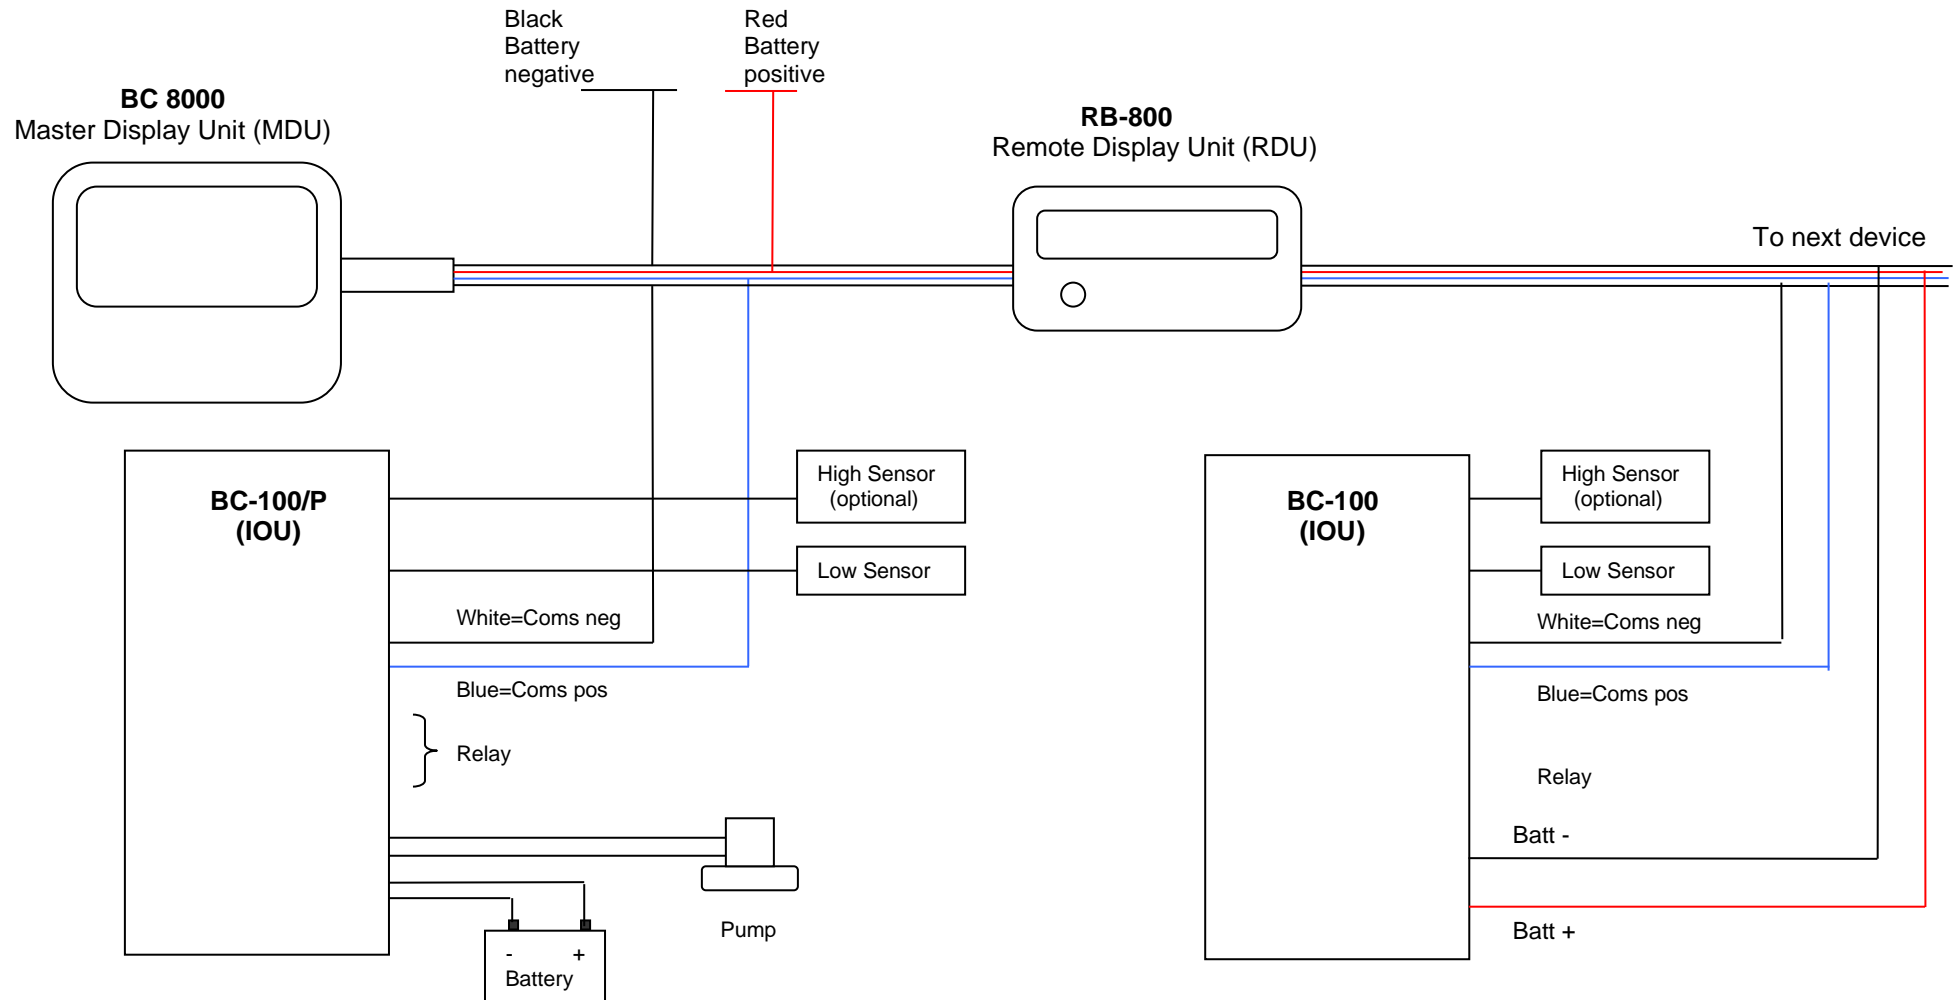 Black
Battery
negative
Red
Battery
positive
BC 8000
Master Display Unit (MDU)
RB-800
Remote Display Unit (RDU)
To next device
BC-100/P
(IOU)
High Sensor
(optional)
Low Sensor
White=Coms neg
Blue=Coms pos
Relay
Pump
- +
Battery
BC-100
(IOU)
High Sensor
(optional)
Low Sensor
White=Coms neg
Blue=Coms pos
Relay
Batt -
Batt +